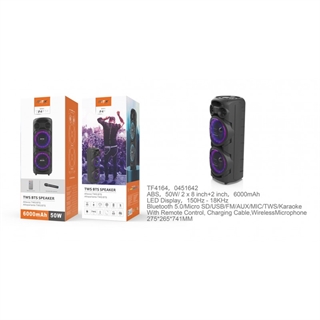 TWS BTS SPEAKER
6000mAh 50W
TWS BTS SPEAKER
TF4164, 0451642
ABS, 50W/ 2 x 8 inch+2 inch, 6000mAh
LED Display, 150Hz - 18KHz
Bluetooth 5.0/Micro SD/USB/FM/AUX/MIC/TWS/Karaoke
With Remote Control, Charging Cable,WirelessMicrophone
275*265*741MM